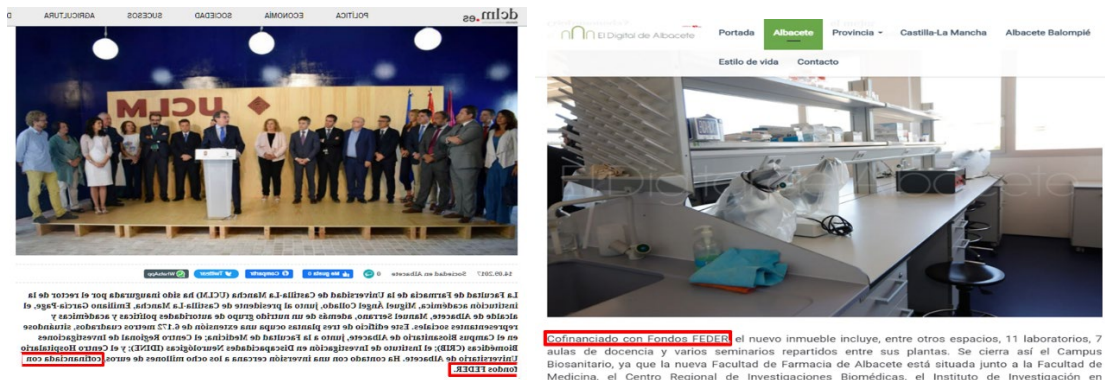 dclm.es
POLÍTICA ECONOMÍA SOCIEDAD SUCESOS AGRICULTURA
UCLM
14.09.2017 Sociedad en Albacete 0 Me gusta 0 Compartir Twittear WhatsApp
La Facultad de Farmacia de la Universidad de Castilla-La Mancha (UCLM) ha sido inaugurada por el rector de la
institución académica, Miguel Ángel Collado, junto al presidente de Castilla-La Mancha, Emiliano García-Page, el
alcalde de Albacete, Manuel Serrano, además de un nutrido grupo de autoridades políticas y académicas y
representantes sociales. Este edificio de tres plantas ocupa una extensión de 6.172 metros cuadrados, situándose
en el Campus Biosanitario de Albacete, junto a la Facultad de Medicina; el Centro Regional de Investigaciones
Biomédicas (CRIB); el Instituto de Investigación en Discapacidades Neurológicas (IDINE); y el Centro Hospitalario
Universitario de Albacete. Ha contado con una inversión cercana a los ocho millones de euros, cofinanciada con
fondos FEDER.
El Digital de Albacete
Portada Albacete Provincia Castilla-La Mancha Albacete Balompié
Estilo de vida Contacto
El Digital de Albacete
Cofinanciado con Fondos FEDER el nuevo inmueble incluye, entre otros espacios, 11 laboratorios, 7
aulas de docencia y varios seminarios repartidos entre sus plantas. Se cierra así el Campus
Biosanitario, ya que la nueva Facultad de Farmacia de Albacete está situada junto a la Facultad de
Medicina, el Centro Regional de Investigaciones Biomédicas, el Instituto de Investigación en